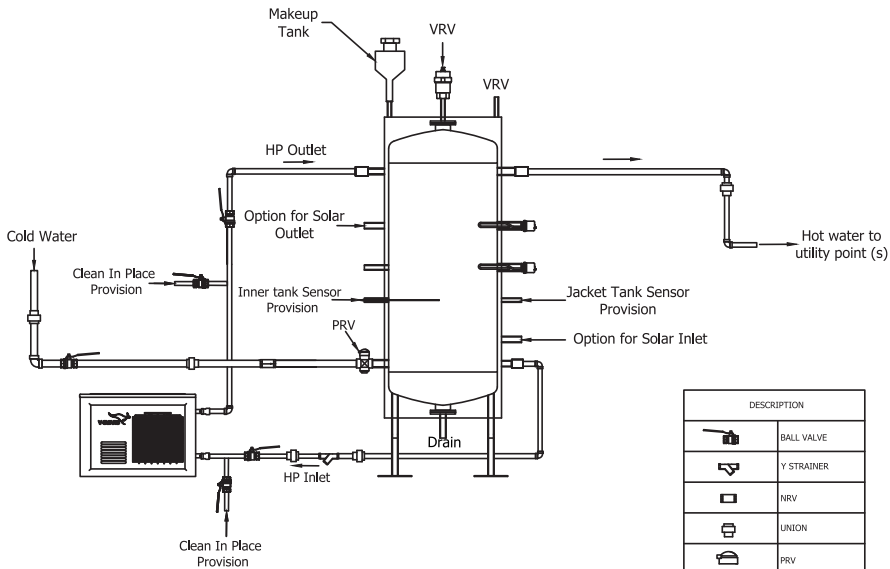 Makeup
Tank
VRV
VRV
HP Outlet
Option for Solar
Outlet
Cold Water
Hot water to
utility point (s)
Clean In Place
Provision
Inner tank Sensor
Provision
Jacket Tank Sensor
Provision
PRV
Option for Solar Inlet
Drain
HP Inlet
Clean In Place
Provision
DESCRIPTION
BALL VALVE
Y STRAINER
NRV
UNION
PRV